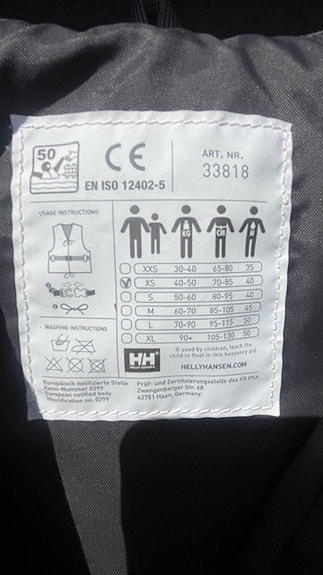 50
CE
ART. NR.
33818
EN ISO 12402-5
USAGE INSTRUCTIONS
KG
CM
N
XXS 30-40 65-80 35
XS 40-50 70-85 40
S 50-60 80-95 40
M 60-70 85-105 45
L 70-90 95-115 50
XL 90+ 105-130 50
WASHING INSTRUCTIONS
HH
HELLY HANSEN
If used by children, teach the
child to float in this buoyancy aid.
HELLYHANSEN.COM
Europäisch notifizierte Stelle
Kenn-Nummer 0299
European notified body
identification no. 0299
Prüf- und Zertifizierungsstelle des FB PSA
Zwengenberger Str. 68
42781 Haan, Germany